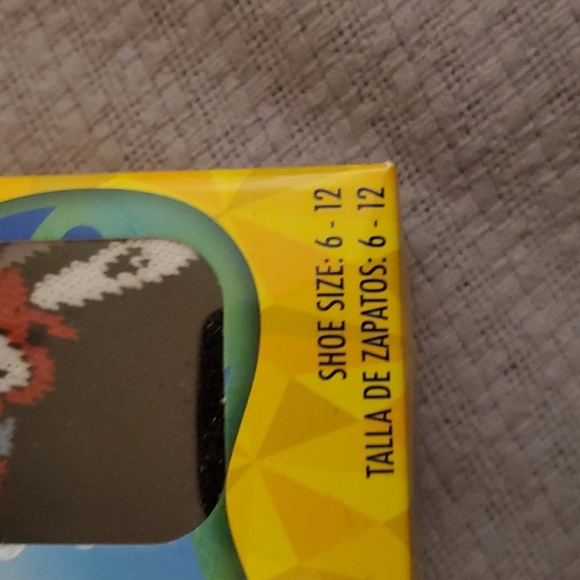 SHOE SIZE: 6 - 12
TALLA DE ZAPATOS: 6 - 12